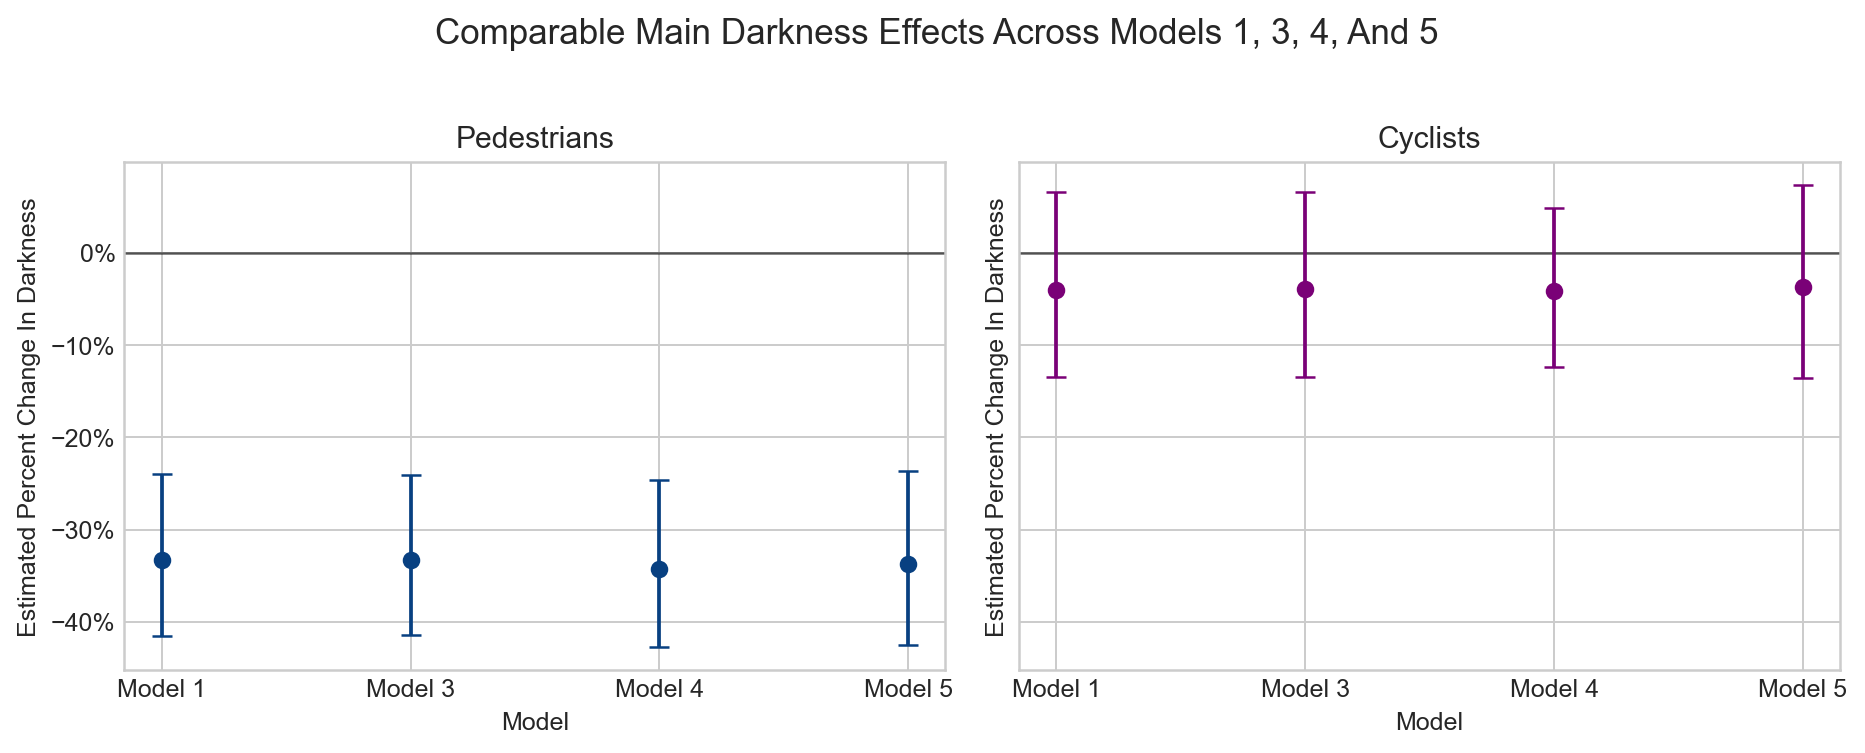 Comparable Main Darkness Effects Across Models 1, 3, 4, And 5
Pedestrians
Estimated Percent Change In Darkness
0%
−10%
−20%
−30%
−40%
Model 1
Model 3
Model 4
Model 5
Model
Cyclists
Estimated Percent Change In Darkness
Model 1
Model 3
Model 4
Model 5
Model